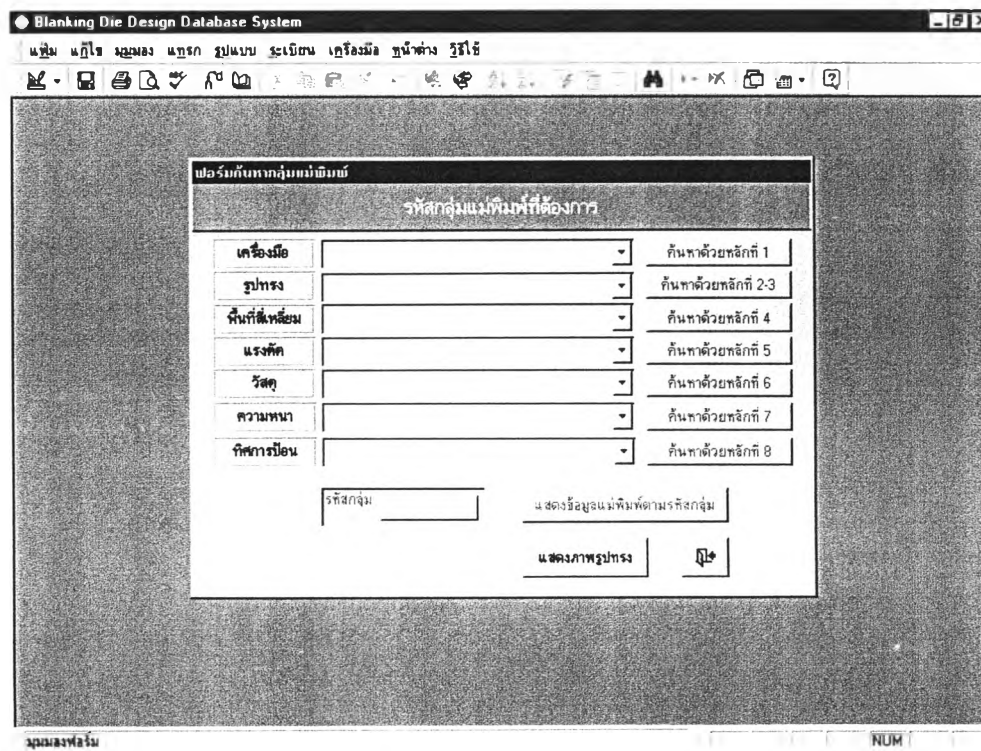 Blanking Die Design Database System
แฟ้ม แก้ไข มุมมอง แทรก รูปแบบ ระเบียน เครื่องมือ หน้าต่าง วิธีใช้
ฟอร์มค้นหากลุ่มแม่พิมพ์
รหัสกลุ่มแม่พิมพ์ที่ต้องการ
เครื่องมือ ค้นหาด้วยหลักที่ 1
รูปทรง ค้นหาด้วยหลักที่ 2-3
พื้นที่สี่เหลี่ยม ค้นหาด้วยหลักที่ 4
แรงตัด ค้นหาด้วยหลักที่ 5
วัสดุ ค้นหาด้วยหลักที่ 6
ความหนา ค้นหาด้วยหลักที่ 7
ทิศการป้อน ค้นหาด้วยหลักที่ 8
รหัสกลุ่ม แสดงข้อมูลแม่พิมพ์ตามรหัสกลุ่ม
แสดงภาพรูปทรง
มุมมองฟอร์ม NUM